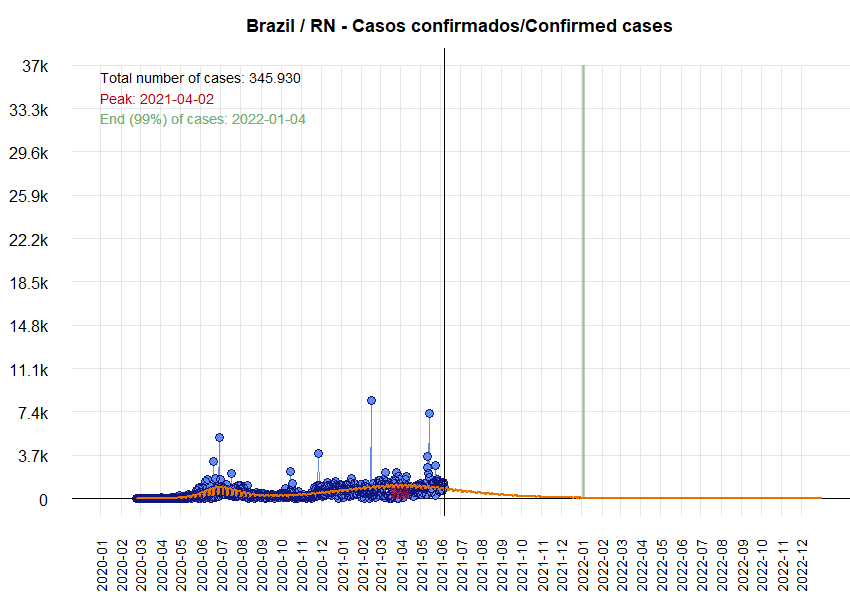 Brazil / RN - Casos confirmados/Confirmed cases
Total number of cases: 345.930
Peak: 2021-04-02
End (99%) of cases: 2022-01-04
37k
33.3k
29.6k
25.9k
22.2k
18.5k
14.8k
11.1k
7.4k
3.7k
0
2020-01
2020-02
2020-03
2020-04
2020-05
2020-06
2020-07
2020-08
2020-09
2020-10
2020-11
2020-12
2021-01
2021-02
2021-03
2021-04
2021-05
2021-06
2021-07
2021-08
2021-09
2021-10
2021-11
2021-12
2022-01
2022-02
2022-03
2022-04
2022-05
2022-06
2022-07
2022-08
2022-09
2022-10
2022-11
2022-12